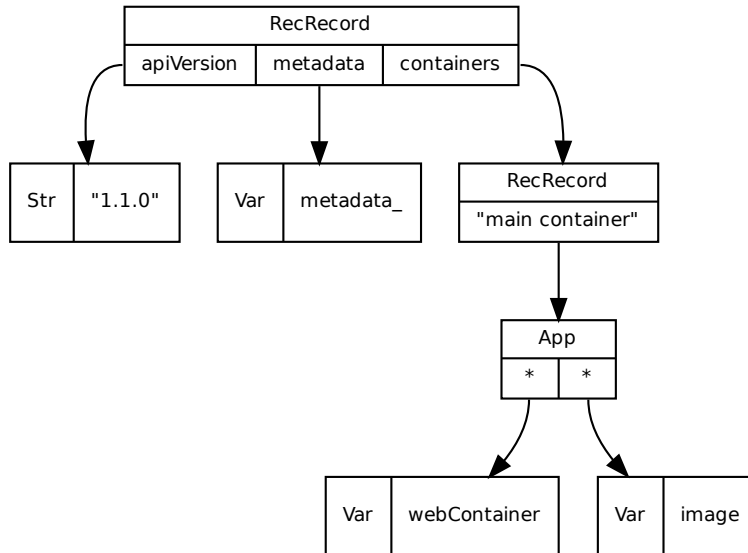 RecRecord
apiVersion metadata containers
Str "1.1.0"
Var metadata_
RecRecord
"main container"
App
* *
Var webContainer
Var image